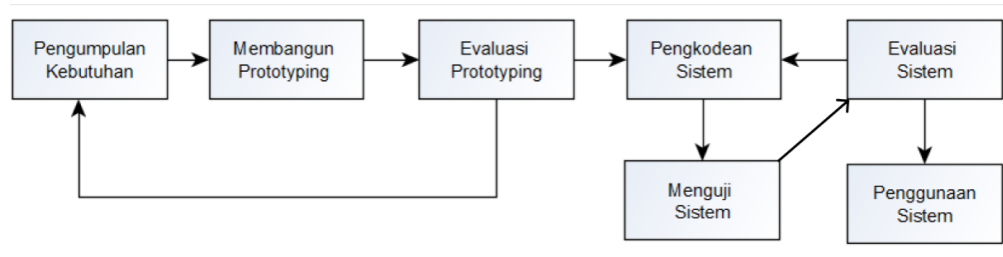 Pengumpulan
Kebutuhan
Membangun
Prototyping
Evaluasi
Prototyping
Pengkodean
Sistem
Evaluasi
Sistem
Menguji
Sistem
Penggunaan
Sistem